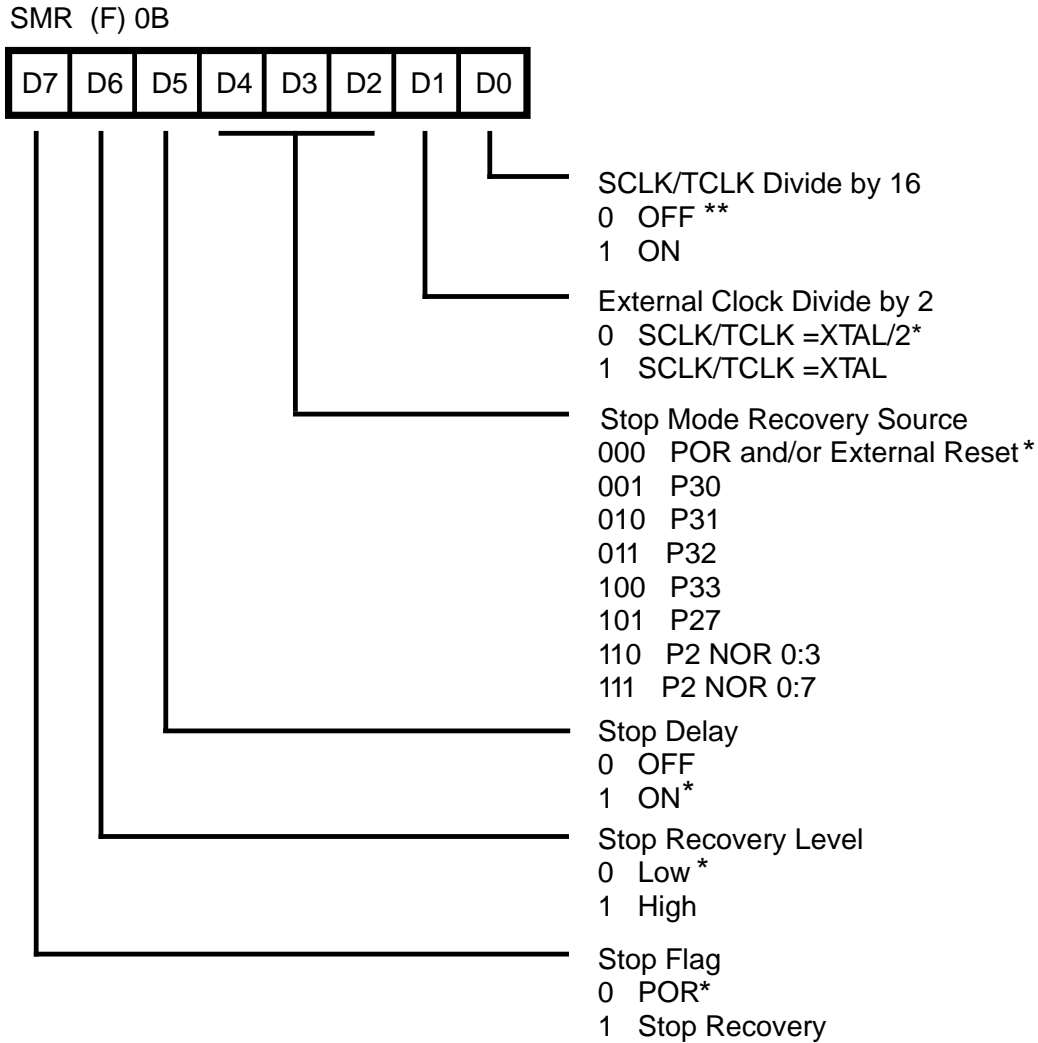 SMR (F) 0B
D7 D6 D5 D4 D3 D2 D1 D0
SCLK/TCLK Divide by 16
0 OFF **
1 ON
External Clock Divide by 2
0 SCLK/TCLK =XTAL/2*
1 SCLK/TCLK =XTAL
Stop Mode Recovery Source
000 POR and/or External Reset*
001 P30
010 P31
011 P32
100 P33
101 P27
110 P2 NOR 0:3
111 P2 NOR 0:7
Stop Delay
0 OFF
1 ON*
Stop Recovery Level
0 Low *
1 High
Stop Flag
0 POR*
1 Stop Recovery